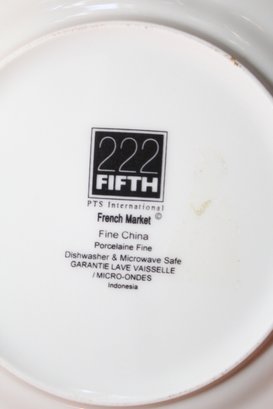 222
FIFTH
PTS International
French Market ©
Fine China
Porcelaine Fine
Dishwasher & Microwave Safe
GARANTIE LAVE VAISSELLE
/MICRO-ONDES
Indonesia